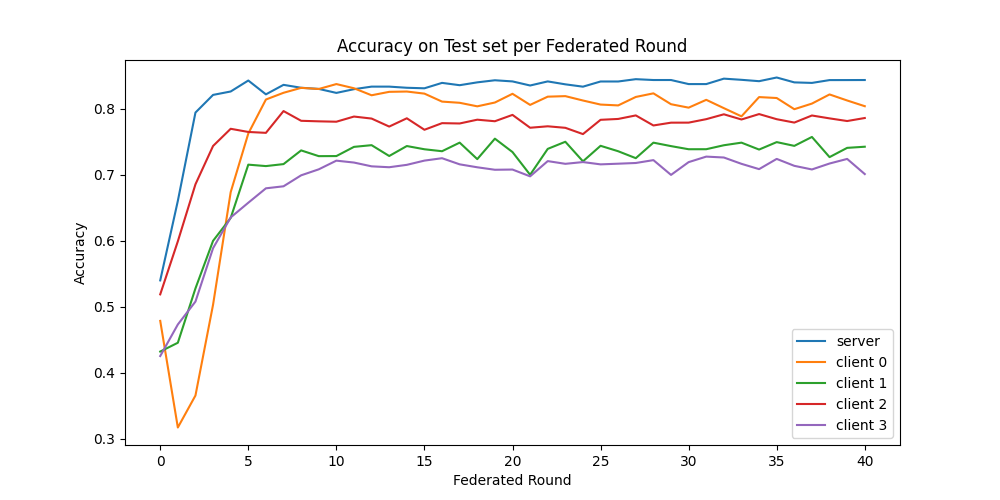 Accuracy on Test set per Federated Round
Accuracy
0.8
0.7
0.6
0.5
0.4
0.3
0
5
10
15
20
25
30
35
40
Federated Round
server
client 0
client 1
client 2
client 3